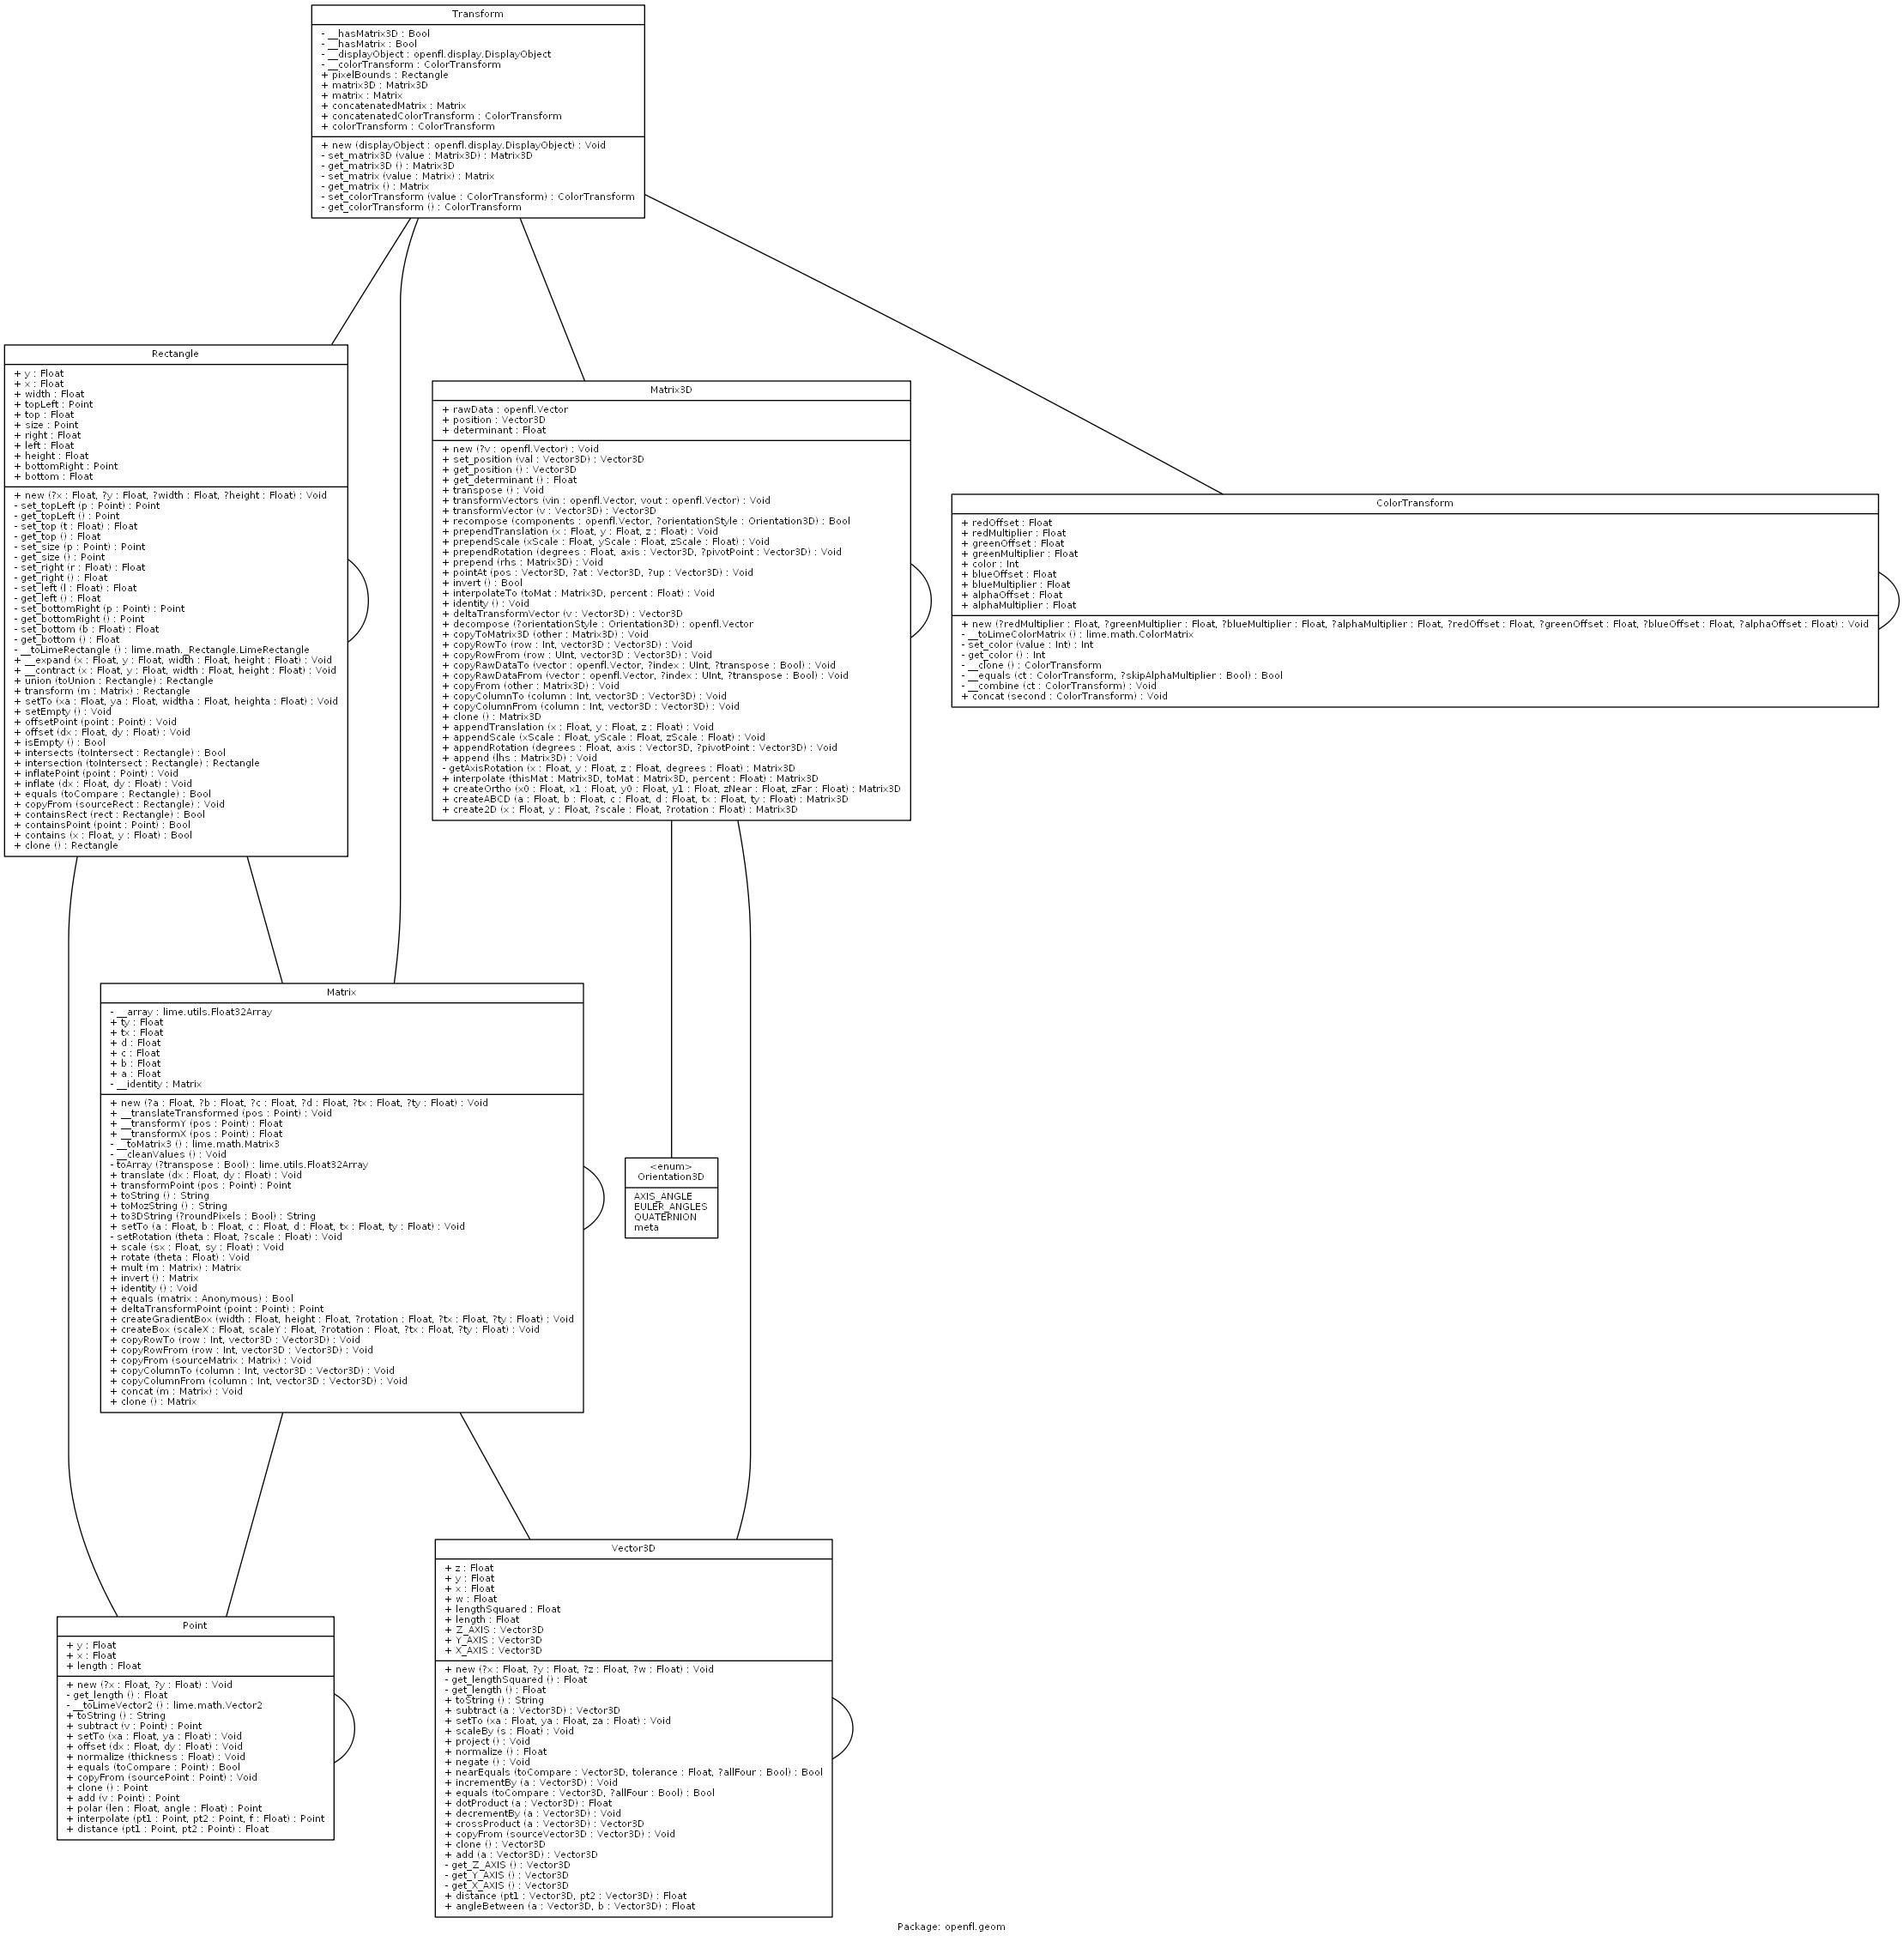 Transform
- __hasMatrix3D : Bool
- __hasMatrix : Bool
- __displayObject : openfl.display.DisplayObject
- __colorTransform : ColorTransform
+ pixelBounds : Rectangle
+ matrix3D : Matrix3D
+ matrix : Matrix
+ concatenatedMatrix : Matrix
+ concatenatedColorTransform : ColorTransform
+ colorTransform : ColorTransform
+ new (displayObject : openfl.display.DisplayObject) : Void
- set_matrix3D (value : Matrix3D) : Matrix3D
- get_matrix3D () : Matrix3D
- set_matrix (value : Matrix) : Matrix
- get_matrix () : Matrix
- set_colorTransform (value : ColorTransform) : ColorTransform
- get_colorTransform () : ColorTransform
Rectangle
+ y : Float
+ x : Float
+ width : Float
+ topLeft : Point
+ top : Float
+ size : Point
+ right : Float
+ left : Float
+ height : Float
+ bottomRight : Point
+ bottom : Float
+ new (?x : Float, ?y : Float, ?width : Float, ?height : Float) : Void
- set_topLeft (p : Point) : Point
- get_topLeft () : Point
- set_top (t : Float) : Float
- get_top () : Float
- set_size (p : Point) : Point
- get_size () : Point
- set_right (r : Float) : Float
- get_right () : Float
- set_left (l : Float) : Float
- get_left () : Float
- set_bottomRight (p : Point) : Point
- get_bottomRight () : Point
- set_bottom (b : Float) : Float
- get_bottom () : Float
- __toLimeRectangle () : lime.math._Rectangle.LimeRectangle
+ __expand (x : Float, y : Float, width : Float, height : Float) : Void
+ __contract (x : Float, y : Float, width : Float, height : Float) : Void
+ union (toUnion : Rectangle) : Rectangle
+ transform (m : Matrix) : Rectangle
+ setTo (xa : Float, ya : Float, widtha : Float, heighta : Float) : Void
+ setEmpty () : Void
+ offsetPoint (point : Point) : Void
+ offset (dx : Float, dy : Float) : Void
+ isEmpty () : Bool
+ intersects (toIntersect : Rectangle) : Bool
+ intersection (toIntersect : Rectangle) : Rectangle
+ inflatePoint (point : Point) : Void
+ inflate (dx : Float, dy : Float) : Void
+ equals (toCompare : Rectangle) : Bool
+ copyFrom (sourceRect : Rectangle) : Void
+ containsRect (rect : Rectangle) : Bool
+ containsPoint (point : Point) : Bool
+ contains (x : Float, y : Float) : Bool
+ clone () : Rectangle
Matrix3D
+ rawData : openfl.Vector
+ position : Vector3D
+ determinant : Float
+ new (?v : openfl.Vector) : Void
+ set_position (val : Vector3D) : Vector3D
+ get_position () : Vector3D
+ get_determinant () : Float
+ transpose () : Void
+ transformVectors (vin : openfl.Vector, vout : openfl.Vector) : Void
+ transformVector (v : Vector3D) : Vector3D
+ recompose (components : openfl.Vector, ?orientationStyle : Orientation3D) : Bool
+ prependTranslation (x : Float, y : Float, z : Float) : Void
+ prependScale (xScale : Float, yScale : Float, zScale : Float) : Void
+ prependRotation (degrees : Float, axis : Vector3D, ?pivotPoint : Vector3D) : Void
+ prepend (rhs : Matrix3D) : Void
+ pointAt (pos : Vector3D, ?at : Vector3D, ?up : Vector3D) : Void
+ invert () : Bool
+ interpolateTo (toMat : Matrix3D, percent : Float) : Void
+ identity () : Void
+ deltaTransformVector (v : Vector3D) : Vector3D
+ decompose (?orientationStyle : Orientation3D) : openfl.Vector
+ copyToMatrix3D (other : Matrix3D) : Void
+ copyRowTo (row : Int, vector3D : Vector3D) : Void
+ copyRowFrom (row : UInt, vector3D : Vector3D) : Void
+ copyRawDataTo (vector : openfl.Vector, ?index : UInt, ?transpose : Bool) : Void
+ copyRawDataFrom (vector : openfl.Vector, ?index : UInt, ?transpose : Bool) : Void
+ copyFrom (other : Matrix3D) : Void
+ copyColumnTo (column : Int, vector3D : Vector3D) : Void
+ copyColumnFrom (column : Int, vector3D : Vector3D) : Void
+ clone () : Matrix3D
+ appendTranslation (x : Float, y : Float, z : Float) : Void
+ appendScale (xScale : Float, yScale : Float, zScale : Float) : Void
+ appendRotation (degrees : Float, axis : Vector3D, ?pivotPoint : Vector3D) : Void
+ append (lhs : Matrix3D) : Void
- getAxisRotation (x : Float, y : Float, z : Float, degrees : Float) : Matrix3D
+ interpolate (thisMat : Matrix3D, toMat : Matrix3D, percent : Float) : Matrix3D
+ createOrtho (x0 : Float, x1 : Float, y0 : Float, y1 : Float, zNear : Float, zFar : Float) : Matrix3D
+ createABCD (a : Float, b : Float, c : Float, d : Float, tx : Float, ty : Float) : Matrix3D
+ create2D (x : Float, y : Float, ?scale : Float, ?rotation : Float) : Matrix3D
ColorTransform
+ redOffset : Float
+ redMultiplier : Float
+ greenOffset : Float
+ greenMultiplier : Float
+ color : Int
+ blueOffset : Float
+ blueMultiplier : Float
+ alphaOffset : Float
+ alphaMultiplier : Float
+ new (?redMultiplier : Float, ?greenMultiplier : Float, ?blueMultiplier : Float, ?alphaMultiplier : Float, ?redOffset : Float, ?greenOffset : Float, ?blueOffset : Float, ?alphaOffset : Float) : Void
- __toLimeColorMatrix () : lime.math.ColorMatrix
- set_color (value : Int) : Int
- get_color () : Int
- __clone () : ColorTransform
- __equals (ct : ColorTransform, ?skipAlphaMultiplier : Bool) : Bool
- __combine (ct : ColorTransform) : Void
+ concat (second : ColorTransform) : Void
Matrix
- __array : lime.utils.Float32Array
+ ty : Float
+ tx : Float
+ d : Float
+ c : Float
+ b : Float
+ a : Float
- __identity : Matrix
+ new (?a : Float, ?b : Float, ?c : Float, ?d : Float, ?tx : Float, ?ty : Float) : Void
+ __translateTransformed (pos : Point) : Void
+ __transformY (pos : Point) : Float
+ __transformX (pos : Point) : Float
- __toMatrix3 () : lime.math.Matrix3
- __cleanValues () : Void
- toArray (?transpose : Bool) : lime.utils.Float32Array
+ translate (dx : Float, dy : Float) : Void
+ transformPoint (pos : Point) : Point
+ toString () : String
+ toMozString () : String
+ to3DString (?roundPixels : Bool) : String
+ setTo (a : Float, b : Float, c : Float, d : Float, tx : Float, ty : Float) : Void
- setRotation (theta : Float, ?scale : Float) : Void
+ scale (sx : Float, sy : Float) : Void
+ rotate (theta : Float) : Void
+ mult (m : Matrix) : Matrix
+ invert () : Matrix
+ identity () : Void
+ equals (matrix : Anonymous) : Bool
+ deltaTransformPoint (point : Point) : Point
+ createGradientBox (width : Float, height : Float, ?rotation : Float, ?tx : Float, ?ty : Float) : Void
+ createBox (scaleX : Float, scaleY : Float, ?rotation : Float, ?tx : Float, ?ty : Float) : Void
+ copyRowTo (row : Int, vector3D : Vector3D) : Void
+ copyRowFrom (row : Int, vector3D : Vector3D) : Void
+ copyFrom (sourceMatrix : Matrix) : Void
+ copyColumnTo (column : Int, vector3D : Vector3D) : Void
+ copyColumnFrom (column : Int, vector3D : Vector3D) : Void
+ concat (m : Matrix) : Void
+ clone () : Matrix
<enum>
Orientation3D
AXIS_ANGLE
EULER_ANGLES
QUATERNION
meta
Point
+ y : Float
+ x : Float
+ length : Float
+ new (?x : Float, ?y : Float) : Void
- get_length () : Float
- __toLimeVector2 () : lime.math.Vector2
+ toString () : String
+ subtract (v : Point) : Point
+ setTo (xa : Float, ya : Float) : Void
+ offset (dx : Float, dy : Float) : Void
+ normalize (thickness : Float) : Void
+ equals (toCompare : Point) : Bool
+ copyFrom (sourcePoint : Point) : Void
+ clone () : Point
+ add (v : Point) : Point
+ polar (len : Float, angle : Float) : Point
+ interpolate (pt1 : Point, pt2 : Point, f : Float) : Point
+ distance (pt1 : Point, pt2 : Point) : Float
Vector3D
+ z : Float
+ y : Float
+ x : Float
+ w : Float
+ lengthSquared : Float
+ length : Float
+ Z_AXIS : Vector3D
+ Y_AXIS : Vector3D
+ X_AXIS : Vector3D
+ new (?x : Float, ?y : Float, ?z : Float, ?w : Float) : Void
- get_lengthSquared () : Float
- get_length () : Float
+ toString () : String
+ subtract (a : Vector3D) : Vector3D
+ setTo (xa : Float, ya : Float, za : Float) : Void
+ scaleBy (s : Float) : Void
+ project () : Void
+ normalize () : Float
+ negate () : Void
+ nearEquals (toCompare : Vector3D, tolerance : Float, ?allFour : Bool) : Bool
+ incrementBy (a : Vector3D) : Void
+ equals (toCompare : Vector3D, ?allFour : Bool) : Bool
+ dotProduct (a : Vector3D) : Float
+ decrementBy (a : Vector3D) : Void
+ crossProduct (a : Vector3D) : Vector3D
+ copyFrom (sourceVector3D : Vector3D) : Void
+ clone () : Vector3D
+ add (a : Vector3D) : Vector3D
- get_Z_AXIS () : Vector3D
- get_Y_AXIS () : Vector3D
- get_X_AXIS () : Vector3D
+ distance (pt1 : Vector3D, pt2 : Vector3D) : Float
+ angleBetween (a : Vector3D, b : Vector3D) : Float
Package: openfl.geom